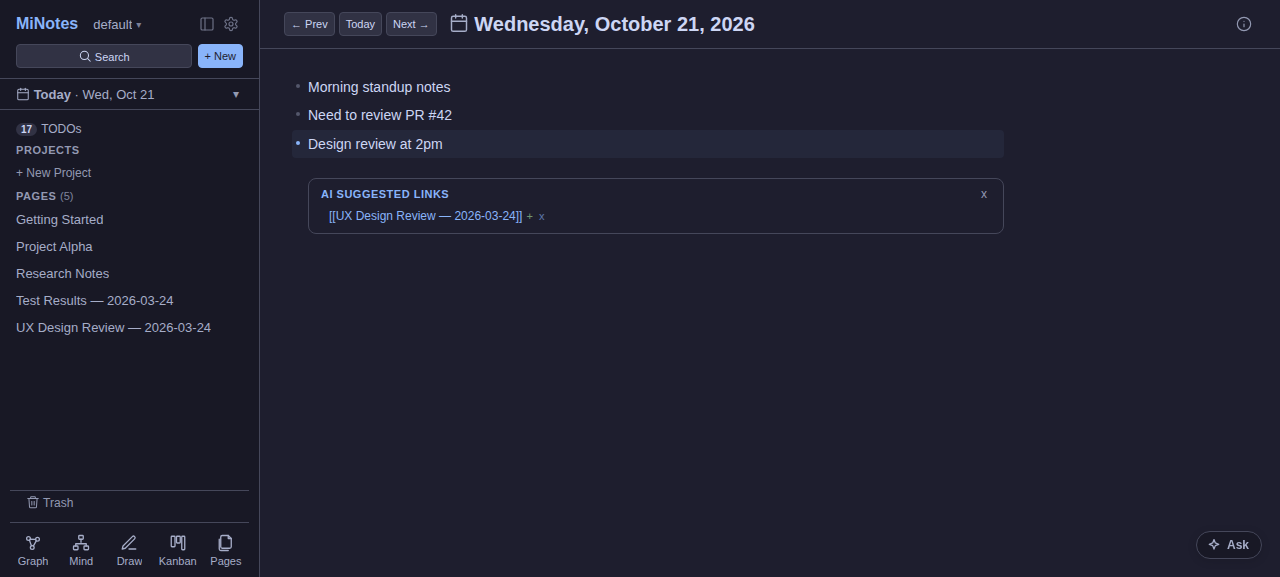 MiNotes default ▾
Search
+ New
Today · Wed, Oct 21 ▼
17 TODOs
PROJECTS
+ New Project
PAGES (5)
Getting Started
Project Alpha
Research Notes
Test Results — 2026-03-24
UX Design Review — 2026-03-24
Trash
Graph Mind Draw Kanban Pages
← Prev Today Next → Wednesday, October 21, 2026
• Morning standup notes
• Need to review PR #42
• Design review at 2pm
AI SUGGESTED LINKS x
[[UX Design Review — 2026-03-24]] + x
Ask